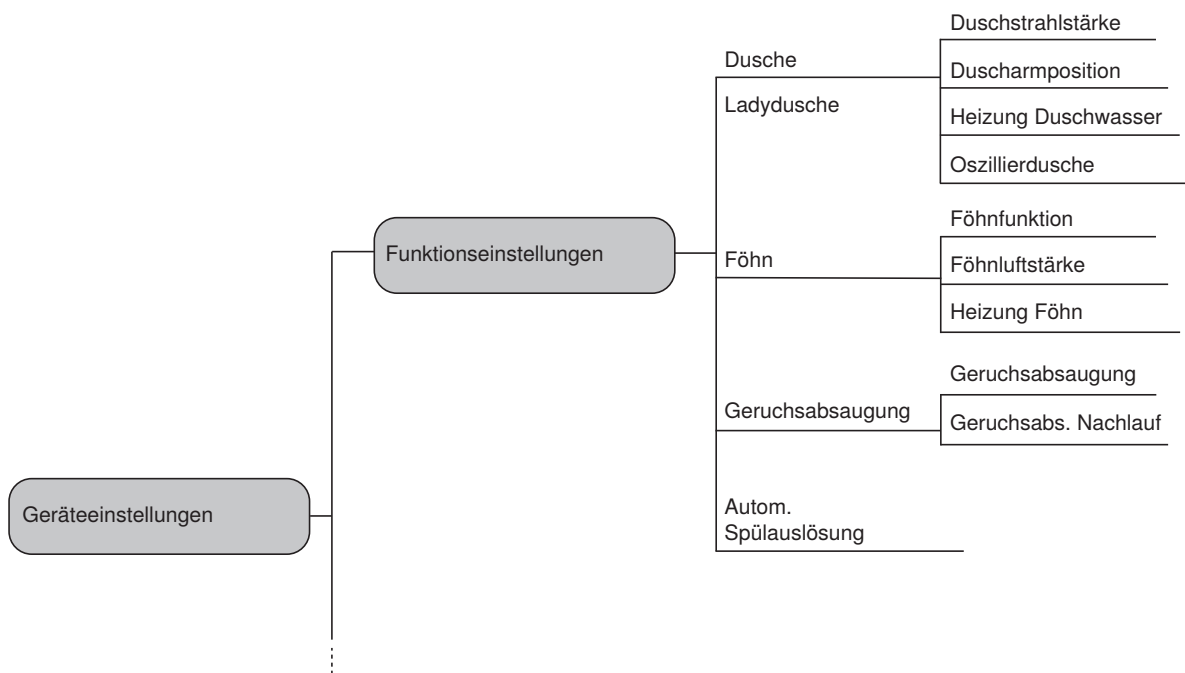 Duschstrahlstärke
Dusche
Duscharmposition
Ladydusche
Heizung Duschwasser
Oszillierdusche
Föhnfunktion
Funktionseinstellungen
Föhn
Föhnluftstärke
Heizung Föhn
Geruchsabsaugung
Geruchsabsaugung
Geruchsabs. Nachlauf
Geräteeinstellungen
Autom.
Spülauslösung